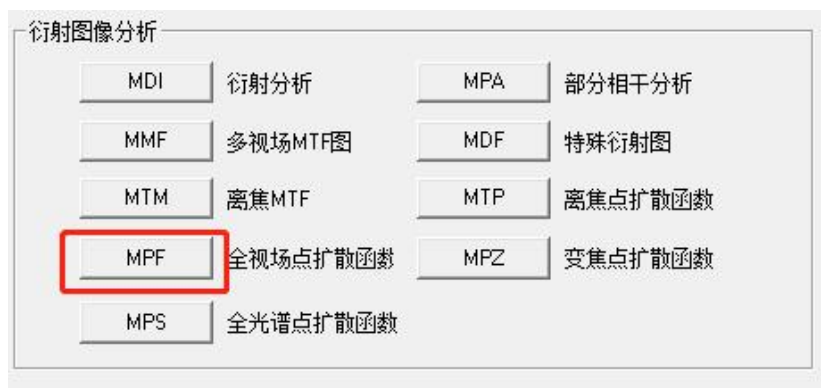 衍射图像分析
MDI 衍射分析 MPA 部分相干分析
MMF 多视场MTF图 MDF 特殊衍射图
MTM 离焦MTF MTP 离焦点扩散函数
MPF 全视场点扩散函数 MPZ 变焦点扩散函数
MPS 全光谱点扩散函数